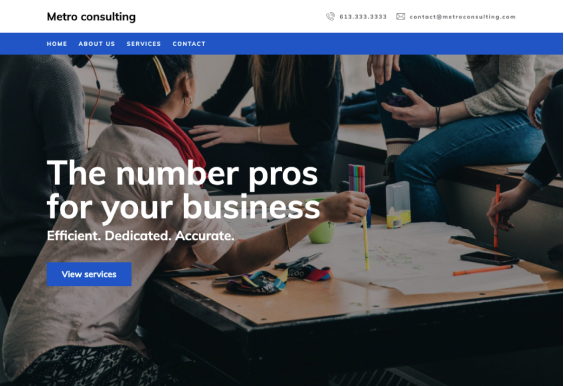 Metro consulting
613.333.3333 contact@metroconsulting.com
HOME ABOUT US SERVICES CONTACT
The number pros
for your business
Efficient. Dedicated. Accurate.
View services